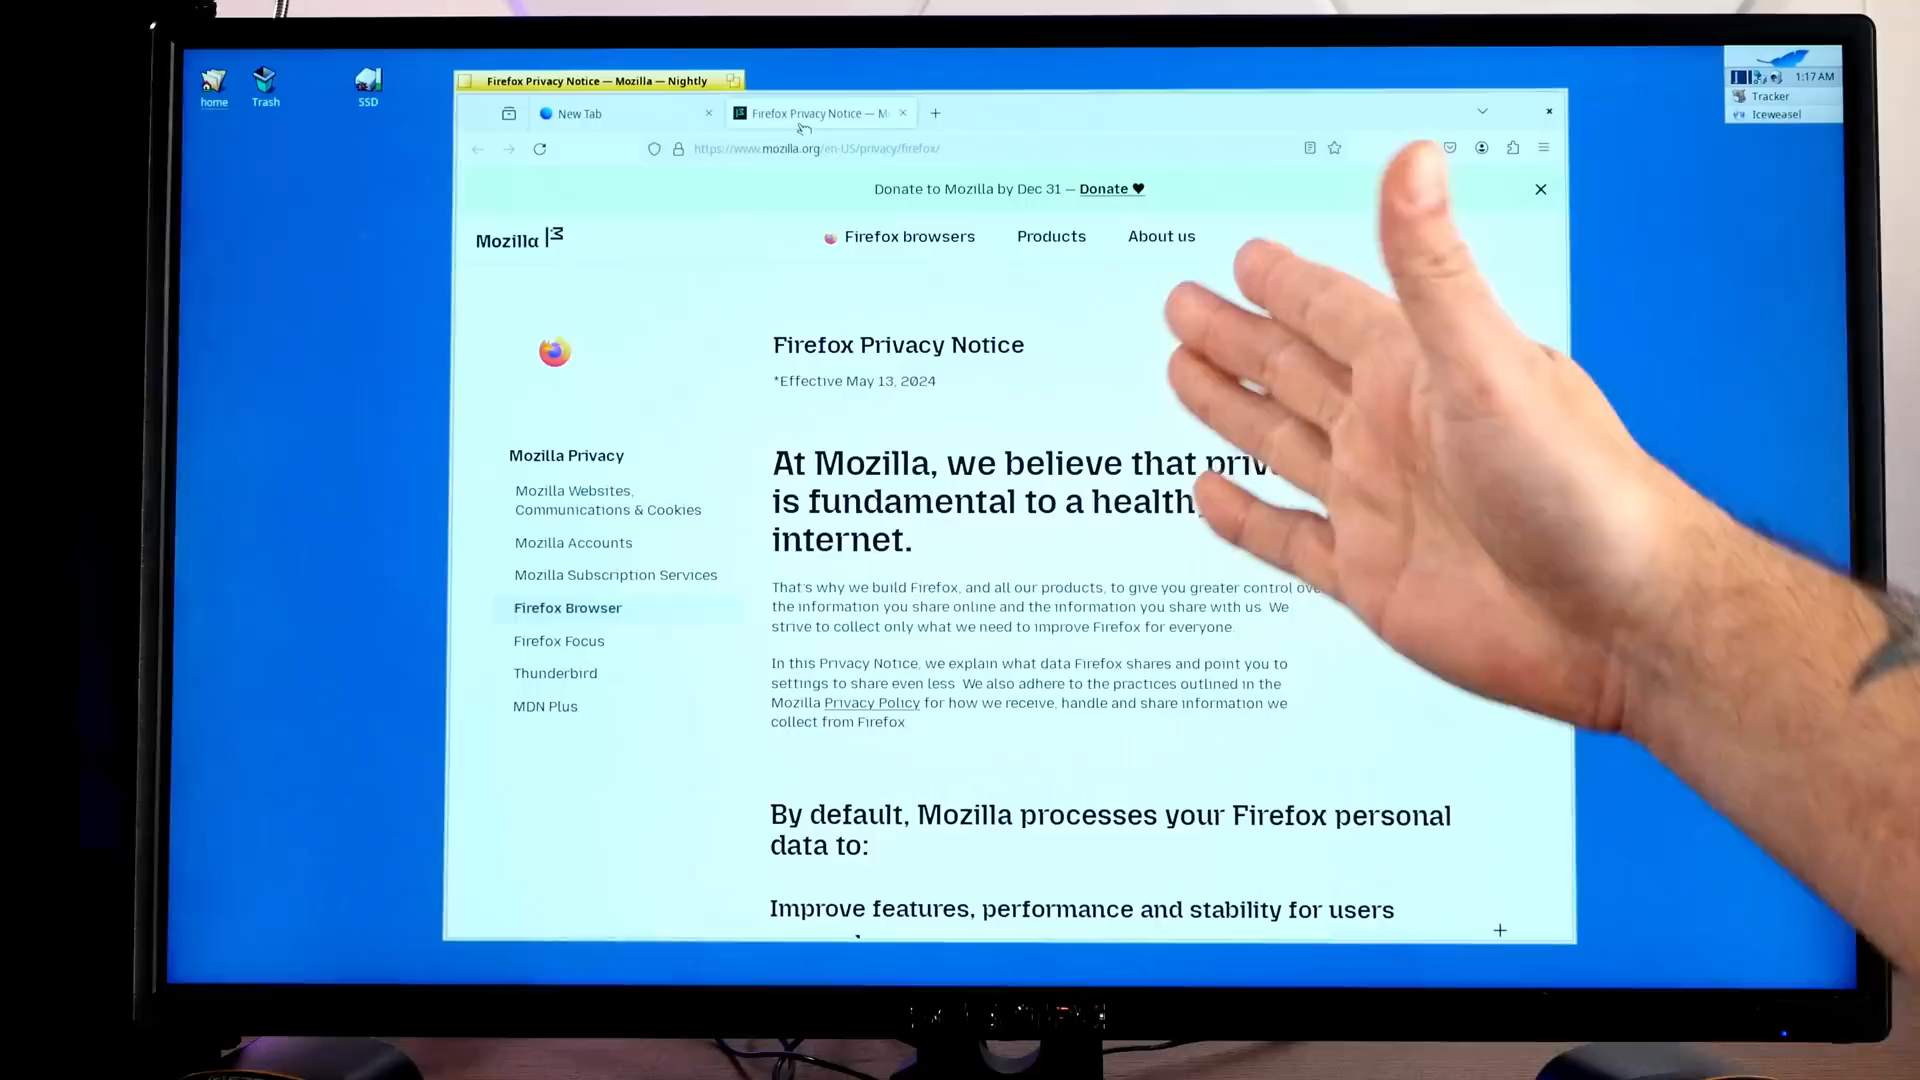 home
Trash
SSD
Firefox Privacy Notice — Mozilla — Nightly
1:17 AM
Tracker
Iceweasel
New Tab
Firefox Privacy Notice — M
https://www.mozilla.org/en-US/privacy/firefox/
Donate to Mozilla by Dec 31 — Donate ♥
Mozilla
Firefox browsers
Products
About us
Firefox Privacy Notice
*Effective May 13, 2024
Mozilla Privacy
Mozilla Websites,
Communications & Cookies
Mozilla Accounts
Mozilla Subscription Services
Firefox Browser
Firefox Focus
Thunderbird
MDN Plus
At Mozilla, we believe that
is fundamental to a
internet.
That's why we build Firefox, and all our products, to give you greater control
the information you share online and the information you share with us. We
strive to collect only what we need to improve Firefox for everyone.
In this Privacy Notice, we explain what data Firefox shares and point you to
settings to share even less. We also adhere to the practices outlined in the
Mozilla Privacy Policy for how we receive, handle and share information we
collect from Firefox
By default, Mozilla processes your Firefox personal
data to:
Improve features, performance and stability for users